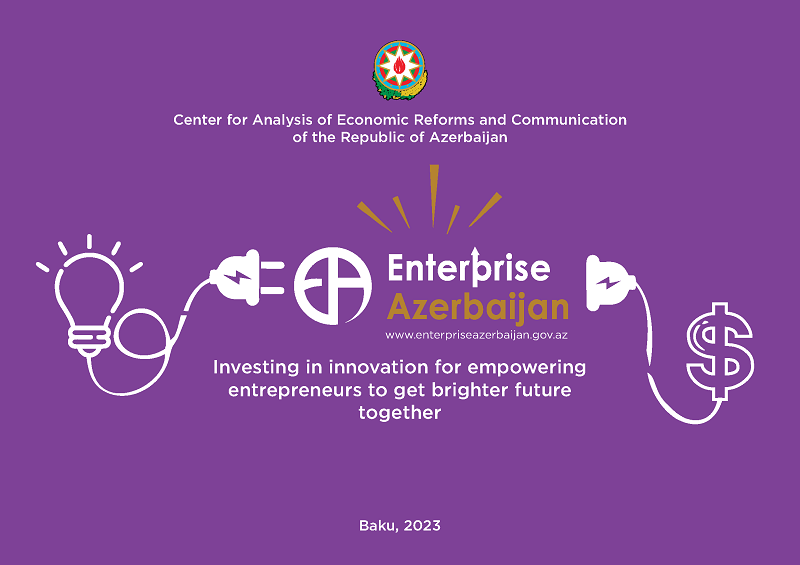 Center for Analysis of Economic Reforms and Communication
of the Republic of Azerbaijan
Enterprise
Azerbaijan
www.enterpriseazerbaijan.gov.az
Investing in innovation for empowering
entrepreneurs to get brighter future
together
Baku, 2023